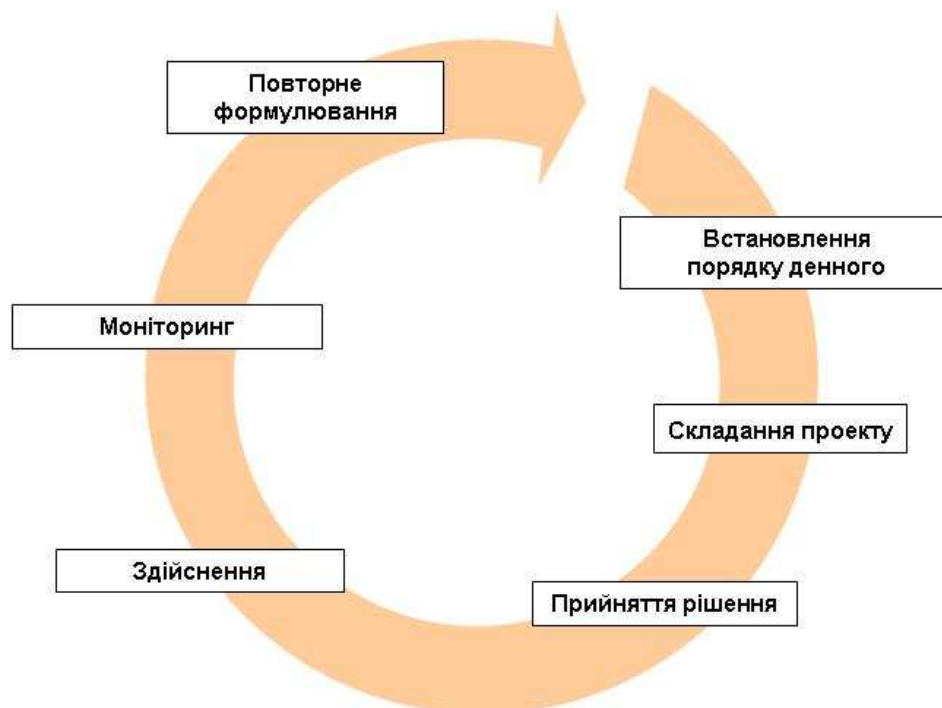 Повторне
формулювання
Встановлення
порядку денного
Моніторинг
Складання проекту
Здійснення
Прийняття рішення